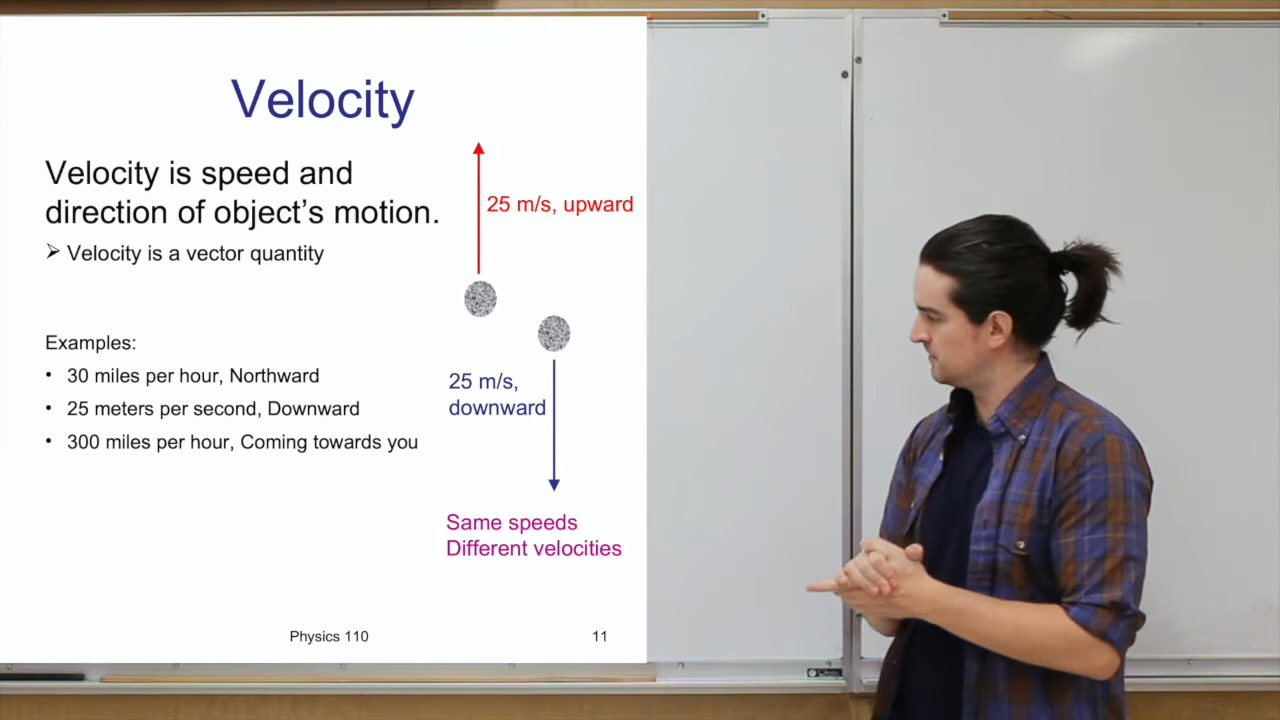 Velocity
Velocity is speed and
direction of object's motion.
➢ Velocity is a vector quantity
Examples:
• 30 miles per hour, Northward
• 25 meters per second, Downward
• 300 miles per hour, Coming towards you
25 m/s, upward
25 m/s,
downward
Same speeds
Different velocities
Physics 110
11